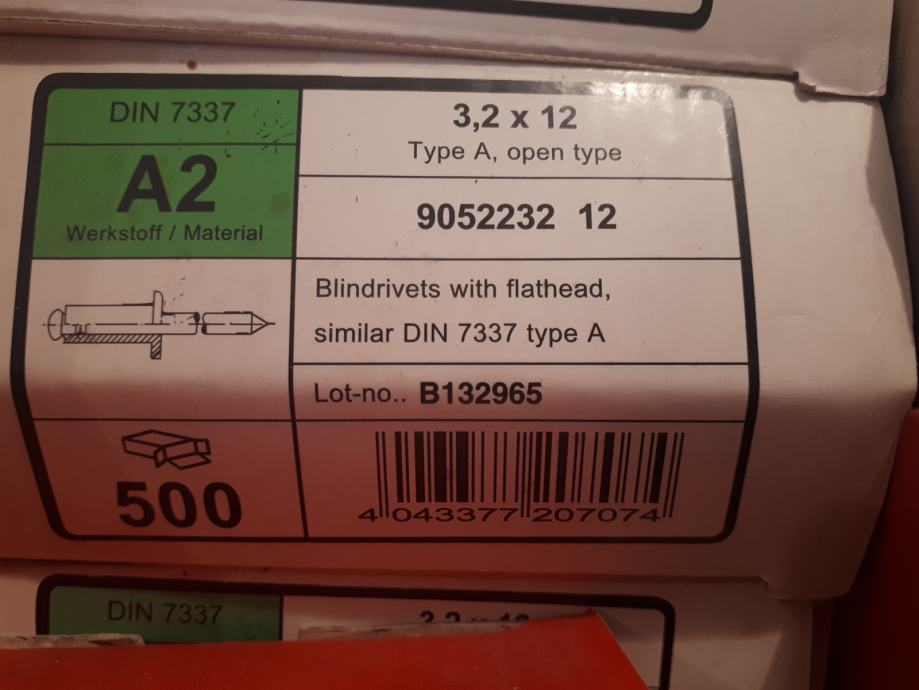 DIN 7337
A2
Werkstoff / Material
3,2 x 12
Type A, open type
9052232 12
Blindrivets with flathead,
similar DIN 7337 type A
Lot-no.. B132965
500
4 043377 207074
DIN 7337